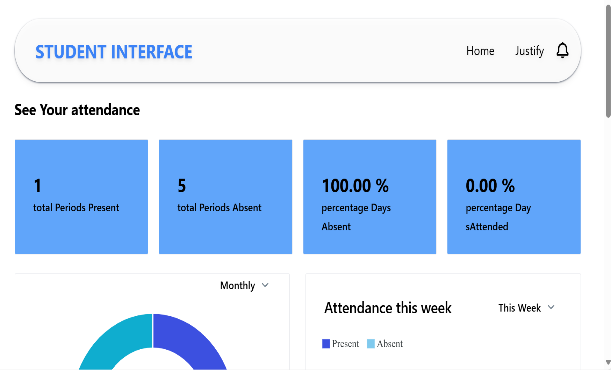 STUDENT INTERFACE
Home
Justify
See Your attendance
1
total Periods Present
5
total Periods Absent
100.00 %
percentage Days
Absent
0.00 %
percentage Day
sAttended
Monthly
Attendance this week
This Week
Present
Absent